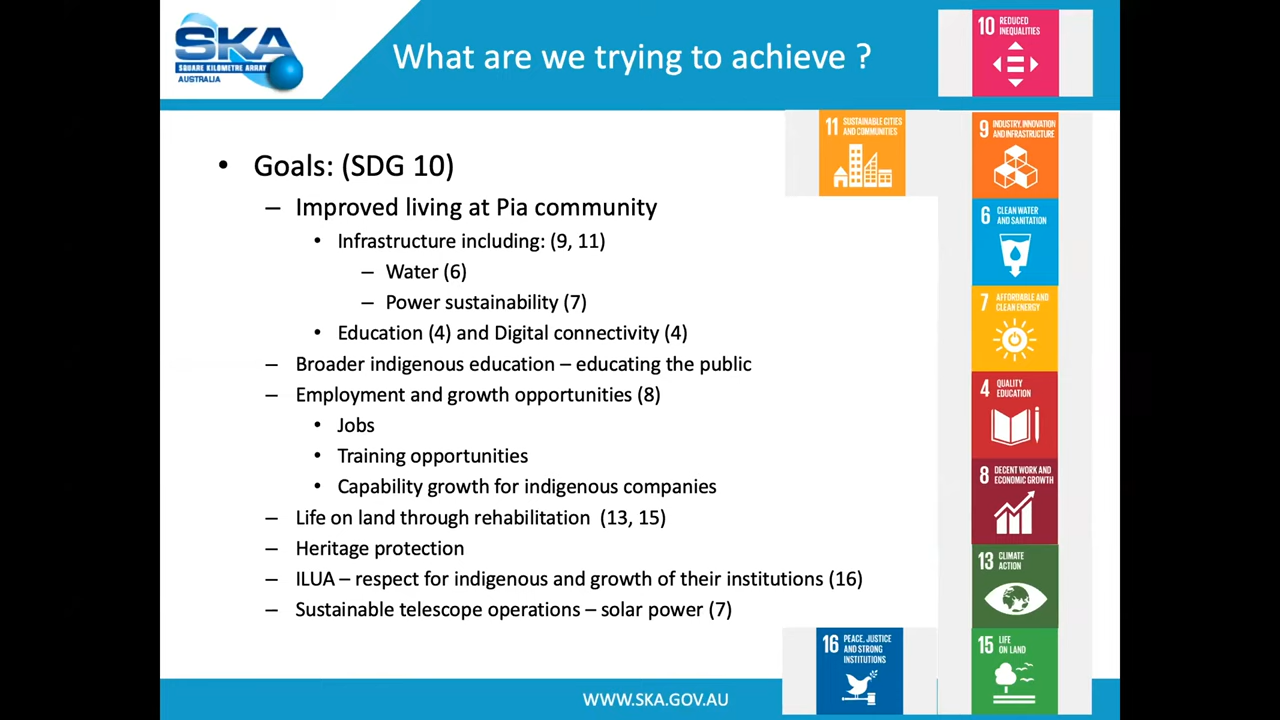 SKA
SQUARE KILOMETRE ARRAY
AUSTRALIA
What are we trying to achieve ?
10 REDUCED
INEQUALITIES
11 SUSTAINABLE CITIES
AND COMMUNITIES
9 INDUSTRY, INNOVATION
AND INFRASTRUCTURE
• Goals: (SDG 10)
– Improved living at Pia community
• Infrastructure including: (9, 11)
– Water (6)
– Power sustainability (7)
• Education (4) and Digital connectivity (4)
– Broader indigenous education – educating the public
– Employment and growth opportunities (8)
• Jobs
• Training opportunities
• Capability growth for indigenous companies
– Life on land through rehabilitation (13, 15)
– Heritage protection
– ILUA – respect for indigenous and growth of their institutions (16)
– Sustainable telescope operations – solar power (7)
6 CLEAN WATER
AND SANITATION
7 AFFORDABLE AND
CLEAN ENERGY
4 QUALITY
EDUCATION
8 DECENT WORK AND
ECONOMIC GROWTH
13 CLIMATE
ACTION
16 PEACE, JUSTICE
AND STRONG
INSTITUTIONS
15 LIFE
ON LAND
WWW.SKA.GOV.AU